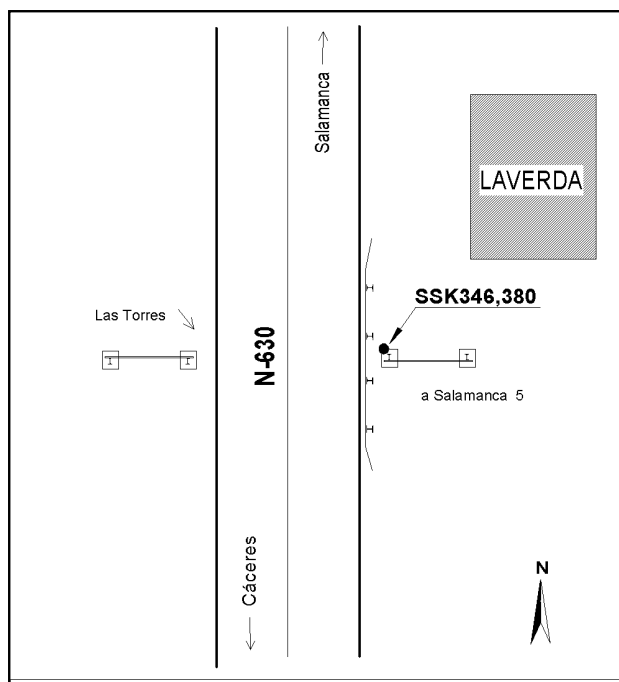 Salamanca
LAVERDA
SSK346,380
Las Torres
N-630
a Salamanca 5
Cáceres
N